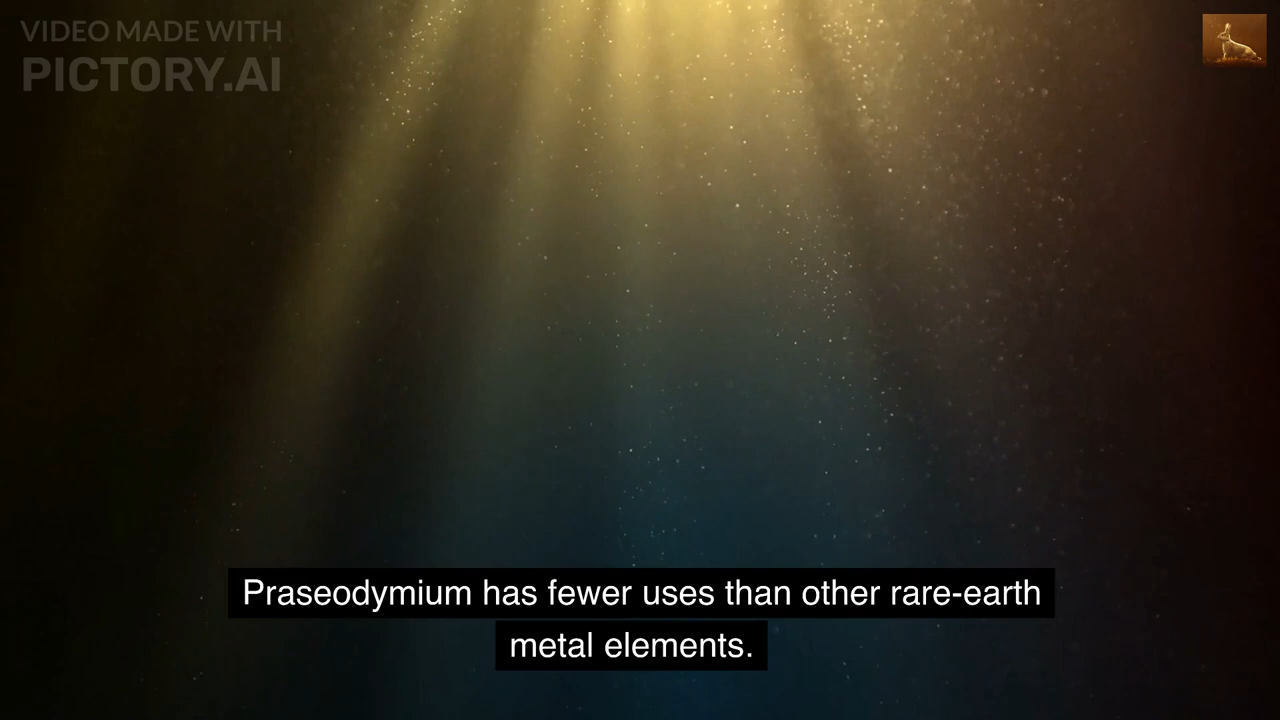 VIDEO MADE WITH
PICTORY.AI
Praseodymium has fewer uses than other rare-earth
metal elements.